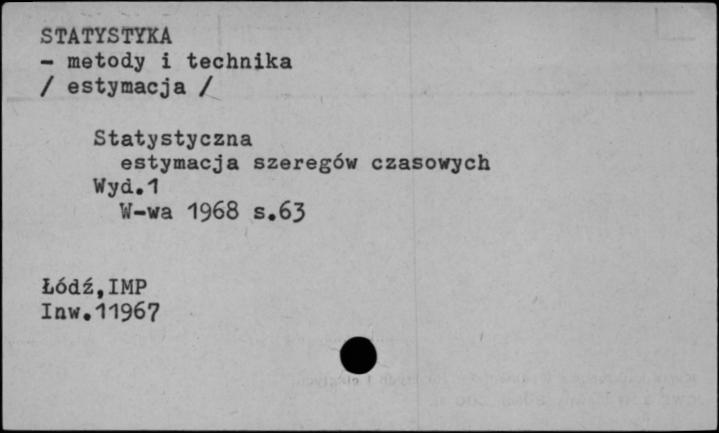 STATYSTYKA
- metody i technika
/ estymacja /
Statystyczna
estymacja szeregów czasowych
Wyd.1
W-wa 1968 s.63
Łódź,IMP
Inw.11967